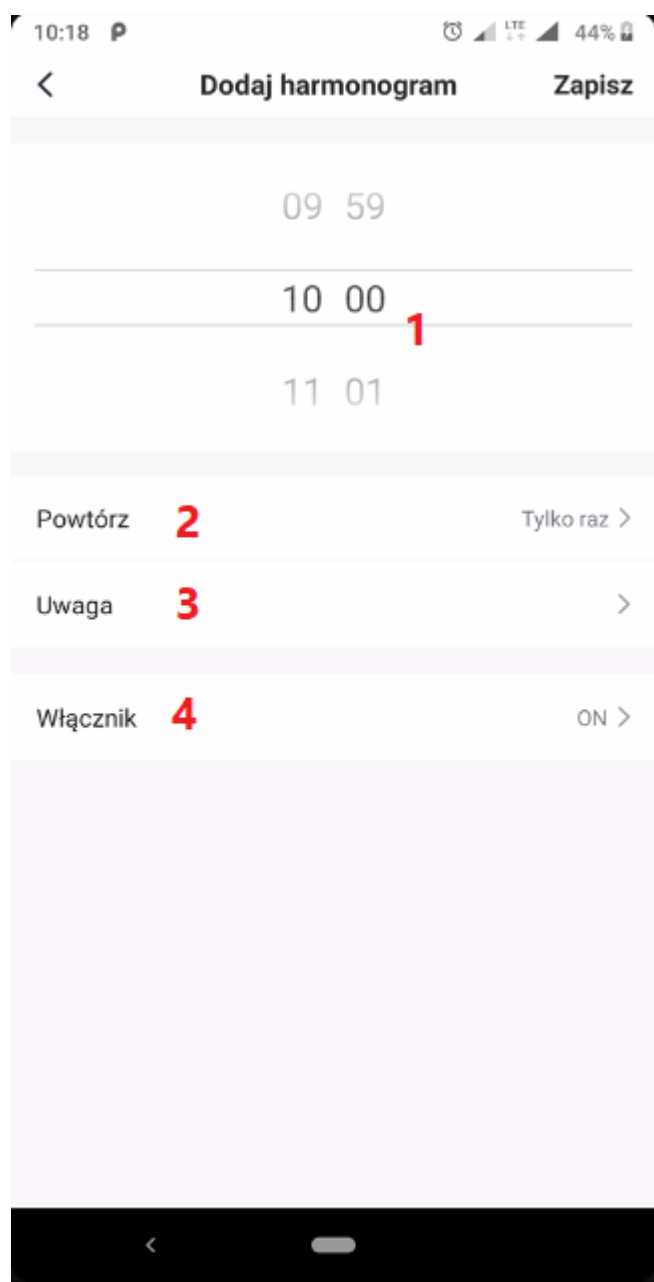 10:18 P LTE 44%
Dodaj harmonogram Zapisz
09 59
10 00
1
11 01
Powtórz 2 Tylko raz
Uwaga 3
Włącznik 4 ON